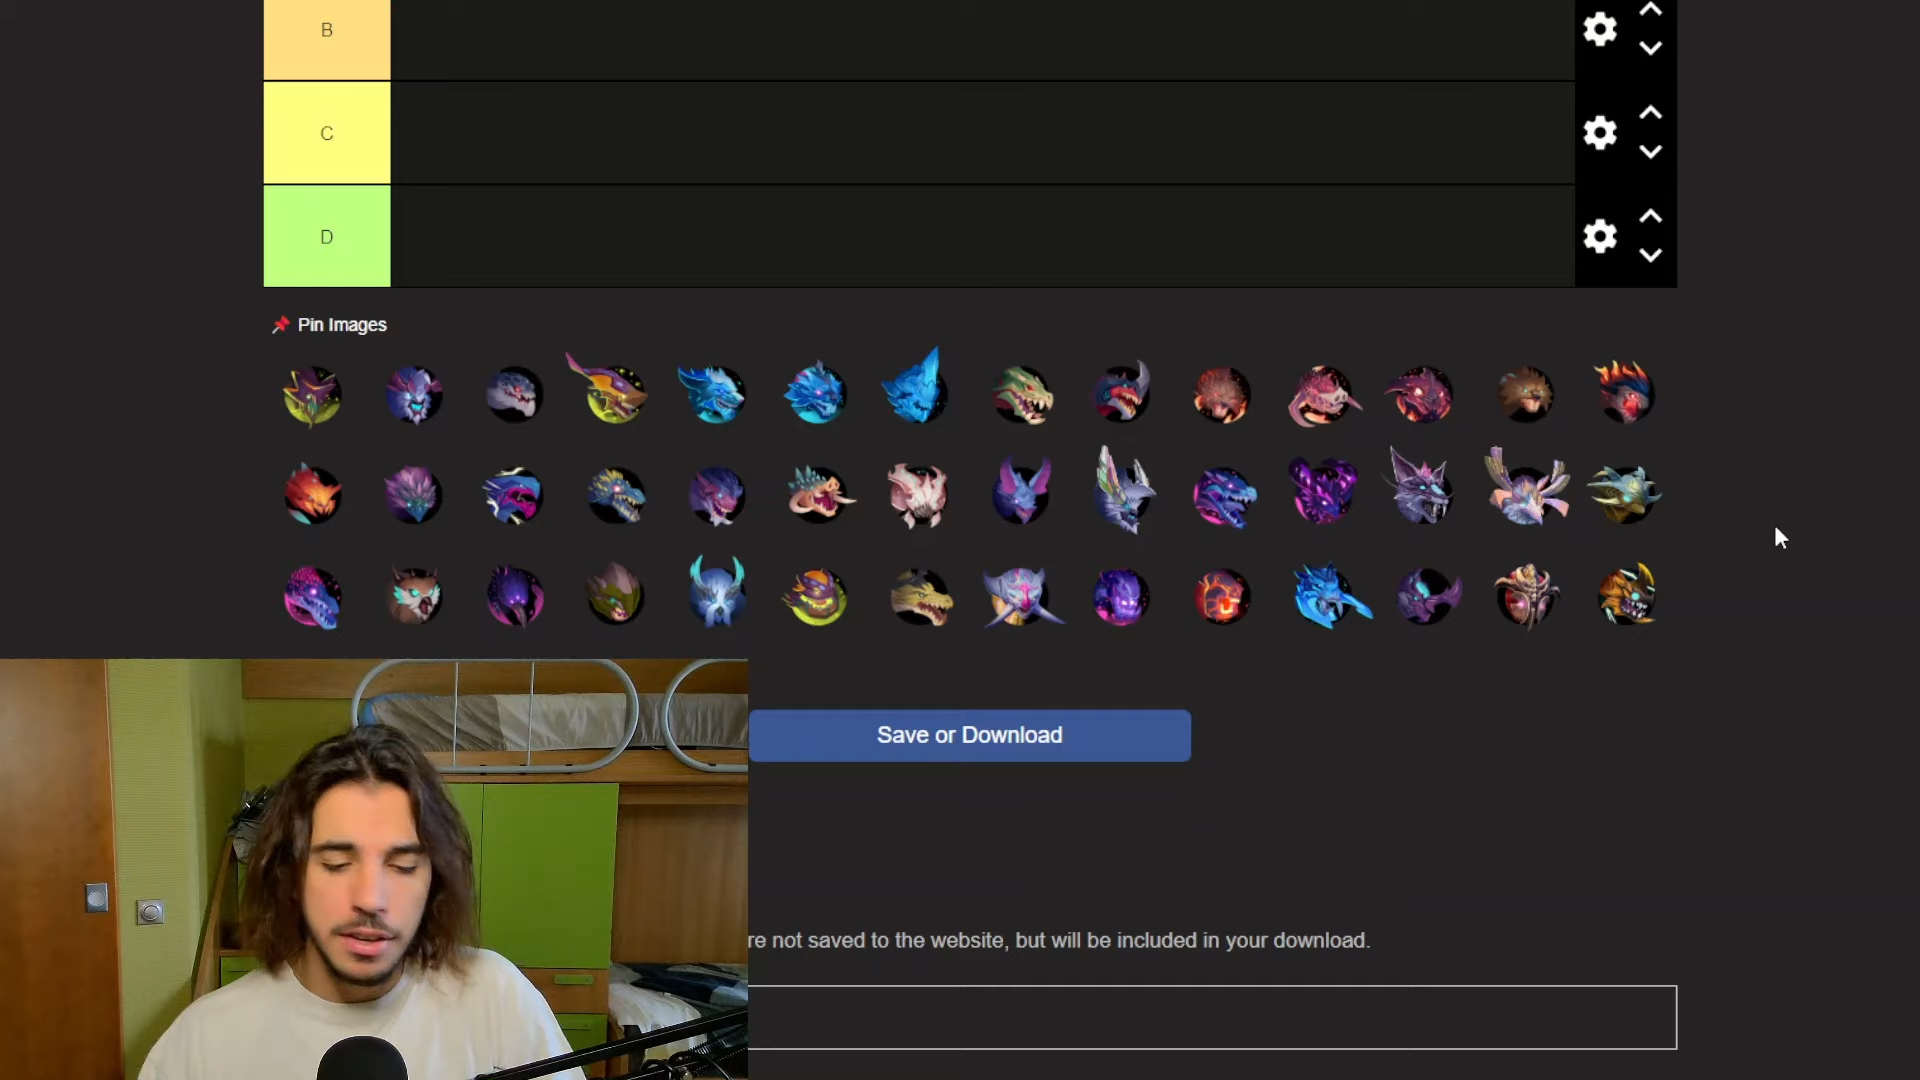 B
C
D
Pin Images
Save or Download
re not saved to the website, but will be included in your download.